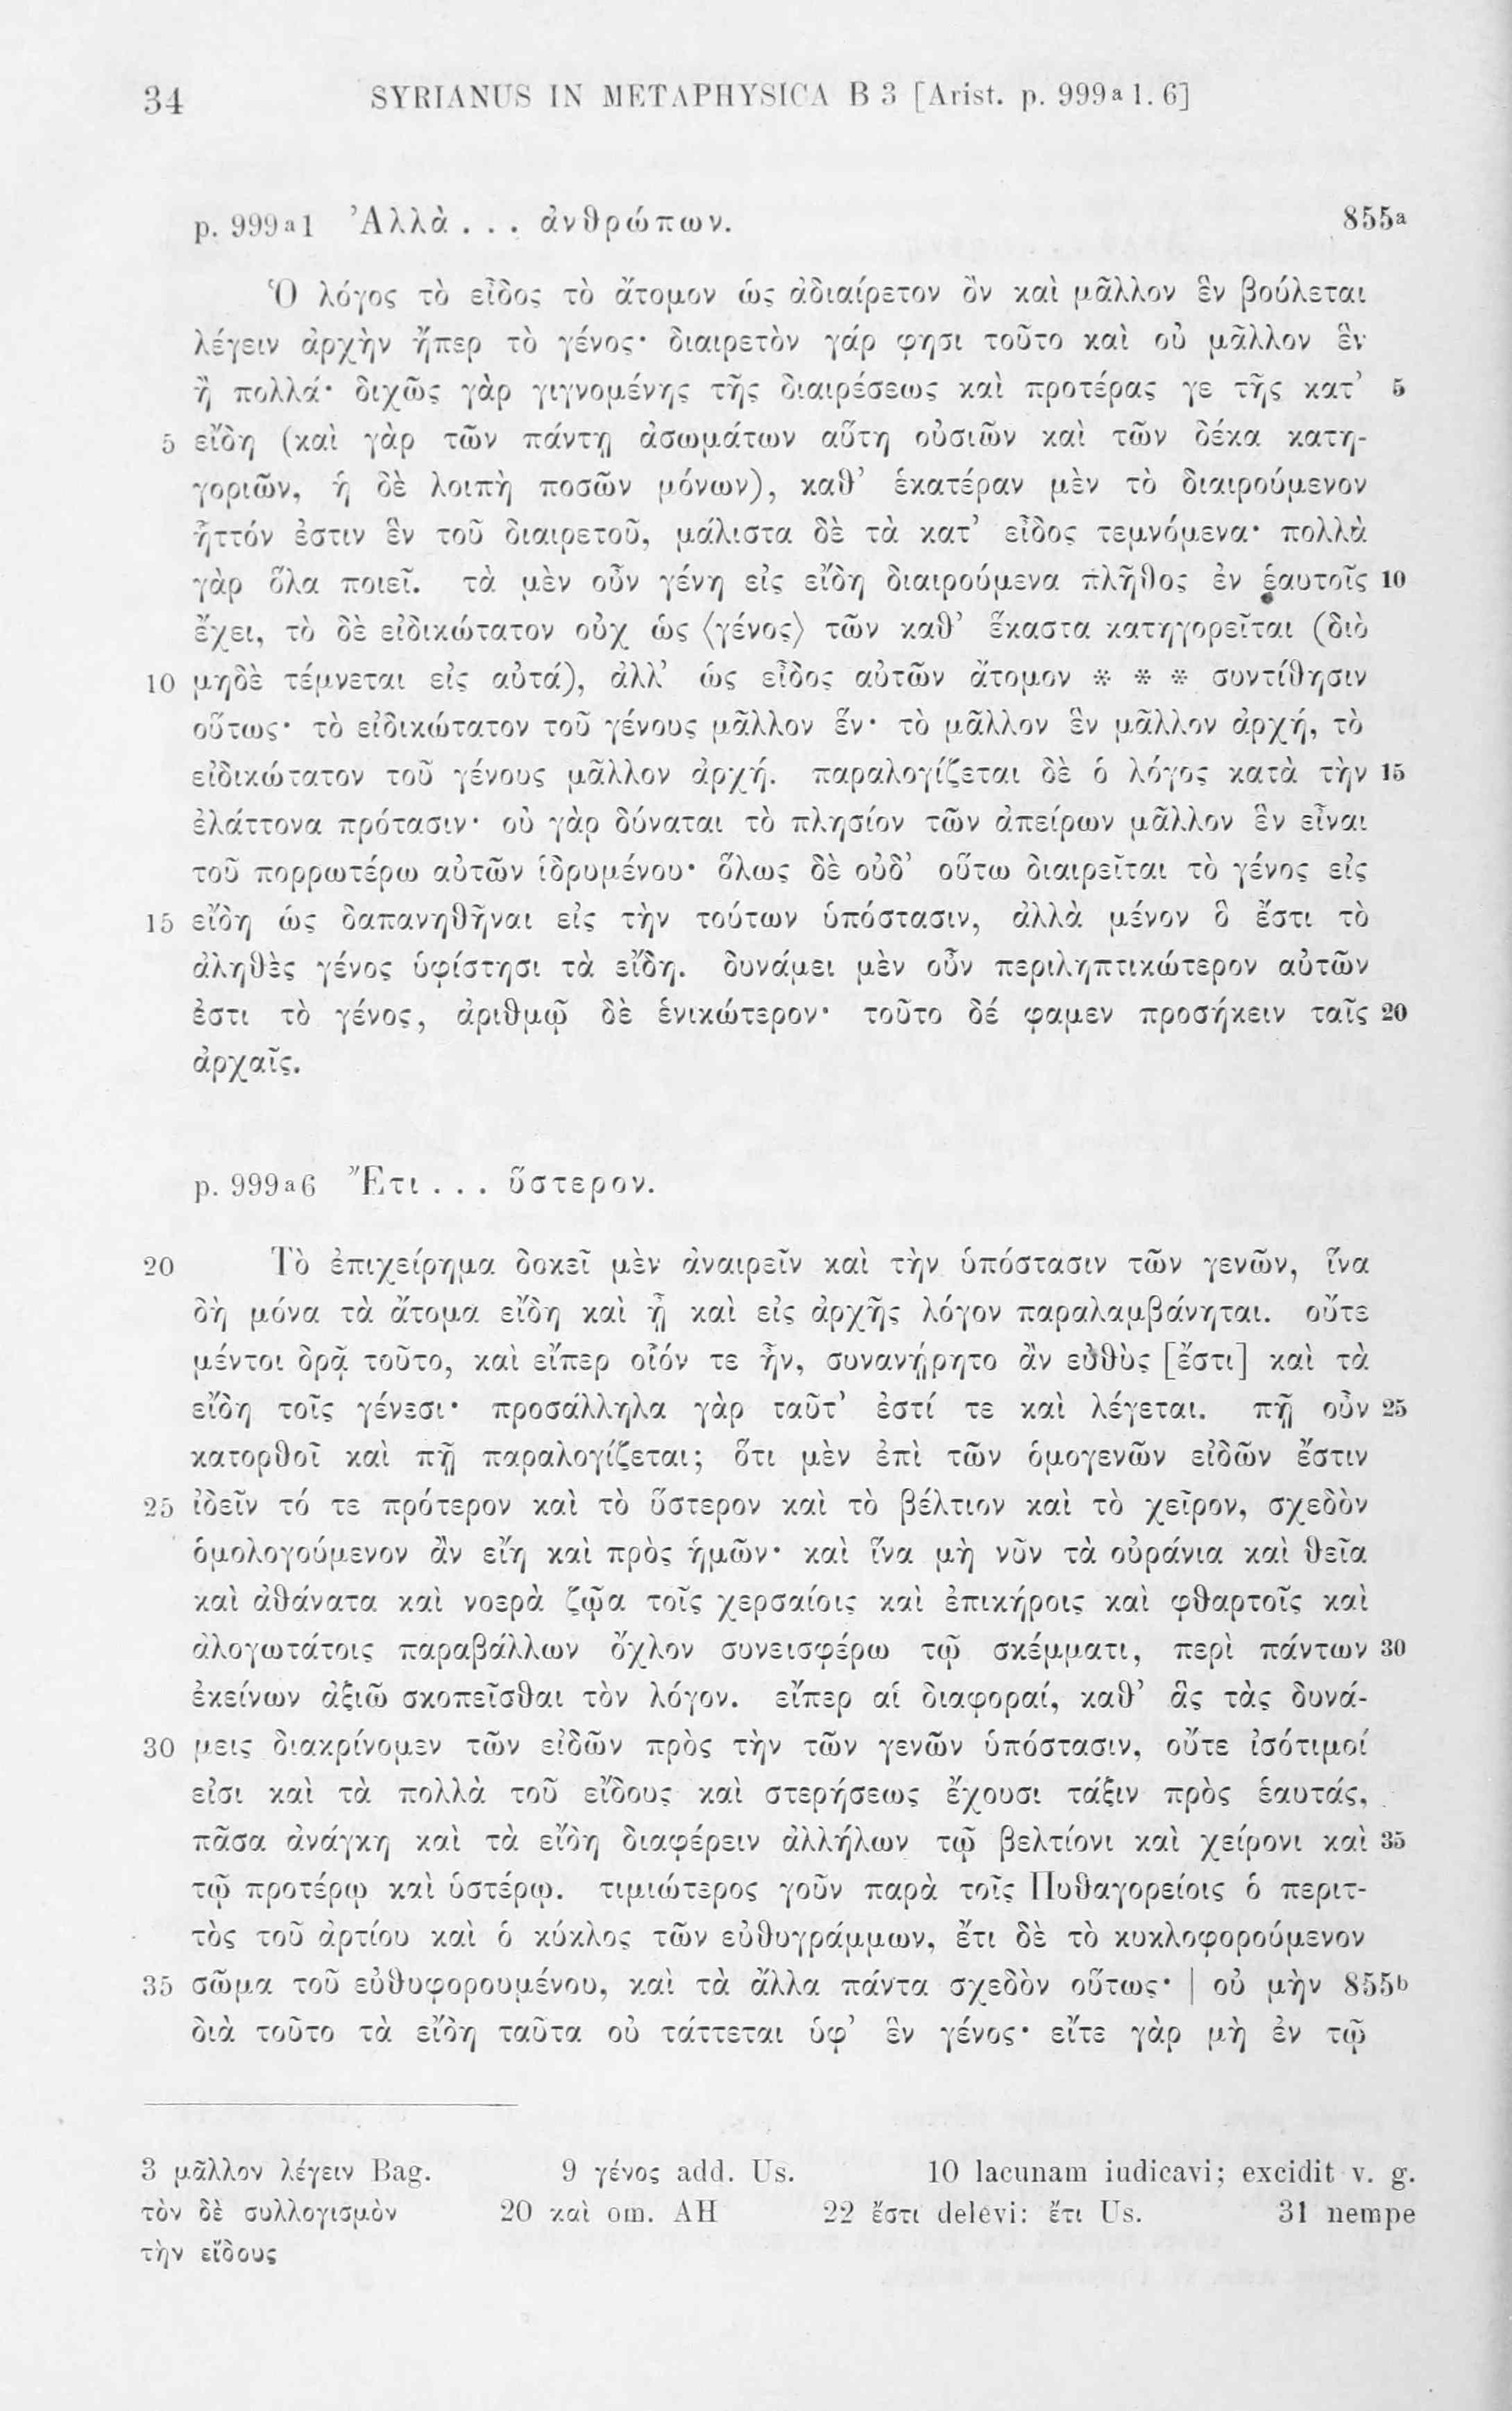 34 SYRIANUS IN METAPHYSICA B 3 [Arist. p. 999ᵃ 1. 6]
p. 999ᵃ1 Ἀλλὰ . . . ἀνθρώπων. 855ᵃ
Ὁ λόγος τὸ εἶδος τὸ ἄτομον ὡς ἀδιαίρετον ὂν καὶ μᾶλλον ἓν βούλεται
λέγειν ἀρχὴν ἤπερ τὸ γένος· διαιρετὸν γάρ φησι τοῦτο καὶ οὐ μᾶλλον ἓν
ἢ πολλά· διχῶς γὰρ γιγνομένης τῆς διαιρέσεως καὶ προτέρας γε τῆς κατ’ 5
5 εἴδη (καὶ γὰρ τῶν πάντῃ ἀσωμάτων αὕτη οὐσιῶν καὶ τῶν δέκα κατη-
γοριῶν, ἡ δὲ λοιπὴ ποσῶν μόνων), καθ’ ἑκατέραν μὲν τὸ διαιρούμενον
ἧττόν ἐστιν ἓν τοῦ διαιρετοῦ, μάλιστα δὲ τὰ κατ’ εἶδος τεμνόμενα· πολλὰ
γὰρ ὅλα ποιεῖ. τὰ μὲν οὖν γένη εἰς εἴδη διαιρούμενα πλῆθος ἐν ἑαυτοῖς 10
ἔχει, τὸ δὲ εἰδικώτατον οὐχ ὡς ⟨γένος⟩ τῶν καθ’ ἕκαστα κατηγορεῖται (διὸ
10 μηδὲ τέμνεται εἰς αὐτά), ἀλλ’ ὡς εἶδος αὐτῶν ἄτομον * * * συντίθησιν
οὕτως· τὸ εἰδικώτατον τοῦ γένους μᾶλλον ἕν· τὸ μᾶλλον ἓν μᾶλλον ἀρχή, τὸ
εἰδικώτατον τοῦ γένους μᾶλλον ἀρχή. παραλογίζεται δὲ ὁ λόγος κατὰ τὴν 15
ἐλάττονα πρότασιν· οὐ γὰρ δύναται τὸ πλησίον τῶν ἀπείρων μᾶλλον ἓν εἶναι
τοῦ πορρωτέρω αὐτῶν ἱδρυμένου· ὅλως δὲ οὐδ’ οὕτω διαιρεῖται τὸ γένος εἰς
15 εἴδη ὡς δαπανηθῆναι εἰς τὴν τούτων ὑπόστασιν, ἀλλὰ μένον ὅ ἔστι τὸ
ἀληθὲς γένος ὑφίστησι τὰ εἴδη. δυνάμει μὲν οὖν περιληπτικώτερον αὐτῶν
ἐστι τὸ γένος, ἀριθμῷ δὲ ἑνικώτερον· τοῦτο δέ φαμεν προσήκειν ταῖς 20
ἀρχαῖς.
p. 999ᵃ6 Ἔτι . . . ὕστερον.
20 Τὸ ἐπιχείρημα δοκεῖ μὲν ἀναιρεῖν καὶ τὴν ὑπόστασιν τῶν γενῶν, ἵνα
δὴ μόνα τὰ ἄτομα εἴδη καὶ ᾖ καὶ εἰς ἀρχῆς λόγον παραλαμβάνηται. οὔτε
μέντοι δρᾷ τοῦτο, καὶ εἴπερ οἷόν τε ἦν, συνανῄρητο ἂν εὐθὺς [ἔστι] καὶ τὰ
εἴδη τοῖς γένεσι· προσάλληλα γὰρ ταῦτ’ ἐστί τε καὶ λέγεται. πῇ οὖν 25
κατορθοῖ καὶ πῇ παραλογίζεται; ὅτι μὲν ἐπὶ τῶν ὁμογενῶν εἰδῶν ἔστιν
25 ἰδεῖν τό τε πρότερον καὶ τὸ ὕστερον καὶ τὸ βέλτιον καὶ τὸ χεῖρον, σχεδὸν
ὁμολογούμενον ἂν εἴη καὶ πρὸς ἡμῶν· καὶ ἵνα μὴ νῦν τὰ οὐράνια καὶ θεῖα
καὶ ἀθάνατα καὶ νοερὰ ζῷα τοῖς χερσαίοις καὶ ἐπικήροις καὶ φθαρτοῖς καὶ
ἀλογωτάτοις παραβάλλων ὄχλον συνεισφέρω τῷ σκέμματι, περὶ πάντων 30
ἐκείνων ἀξιῶ σκοπεῖσθαι τὸν λόγον. εἴπερ αἱ διαφοραί, καθ’ ἃς τὰς δυνά-
30 μεις διακρίνομεν τῶν εἰδῶν πρὸς τὴν τῶν γενῶν ὑπόστασιν, οὔτε ἰσότιμοί
εἰσι καὶ τὰ πολλὰ τοῦ εἴδους καὶ στερήσεως ἔχουσι τάξιν πρὸς ἑαυτάς,
πᾶσα ἀνάγκη καὶ τὰ εἴδη διαφέρειν ἀλλήλων τῷ βελτίονι καὶ χείρονι καὶ 35
τῷ προτέρῳ καὶ ὑστέρῳ. τιμιώτερος γοῦν παρὰ τοῖς Πυθαγορείοις ὁ περιτ-
τὸς τοῦ ἀρτίου καὶ ὁ κύκλος τῶν εὐθυγράμμων, ἔτι δὲ τὸ κυκλοφορούμενον
35 σῶμα τοῦ εὐθυφορουμένου, καὶ τὰ ἄλλα πάντα σχεδὸν οὕτως· | οὐ μὴν 855ᵇ
διὰ τοῦτο τὰ εἴδη ταῦτα οὐ τάττεται ὑφ’ ἓν γένος· εἴτε γὰρ μὴ ἐν τῷ
3 μᾶλλον λέγειν Bag. 9 γένος add. Us. 10 lacunam indicavi; excidit v. g.
τὸν δὲ συλλογισμὸν 20 καὶ om. AH 22 ἔστι delevi: ἔτι Us. 31 nempe
τὴν εἴδους